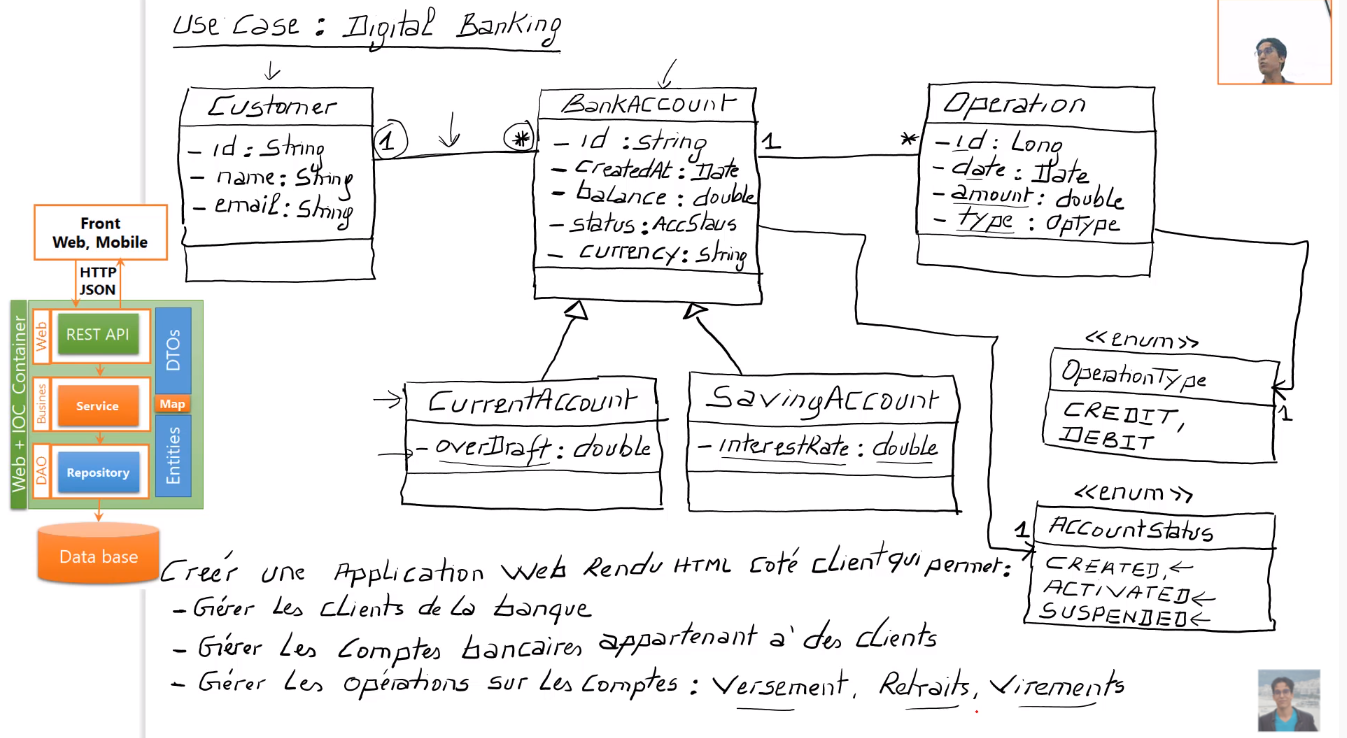 Use Case : Digital Banking
Customer
- id : String
- name : String
- email : String
1
*
BankAccount
- id : String
- createdAt : Date
- balance : double
- status : AccStaus
- currency : string
1
*
Operation
- id : Long
- date : Date
- amount : double
- type : OpType
Front
Web, Mobile
HTTP
JSON
Web + IOC Container
Web
REST API
DTOs
Busines
Service
Map
DAO
Repository
Entities
Data base
CurrentAccount
- overDraft : double
SavingAccount
- interestRate : double
<<enum>>
OperationType
1
CREDIT,
DEBIT
<<enum>>
1
AccountStatus
CREATED,
ACTIVATED
SUSPENDED
Créér une Application Web Rendu HTML Coté client qui permet :
- Gérer Les clients de La banque
- Gérer Les Comptes bancaires appartenant à des clients
- Gérer Les opérations sur Les Comptes : Versement, Retraits, Virements